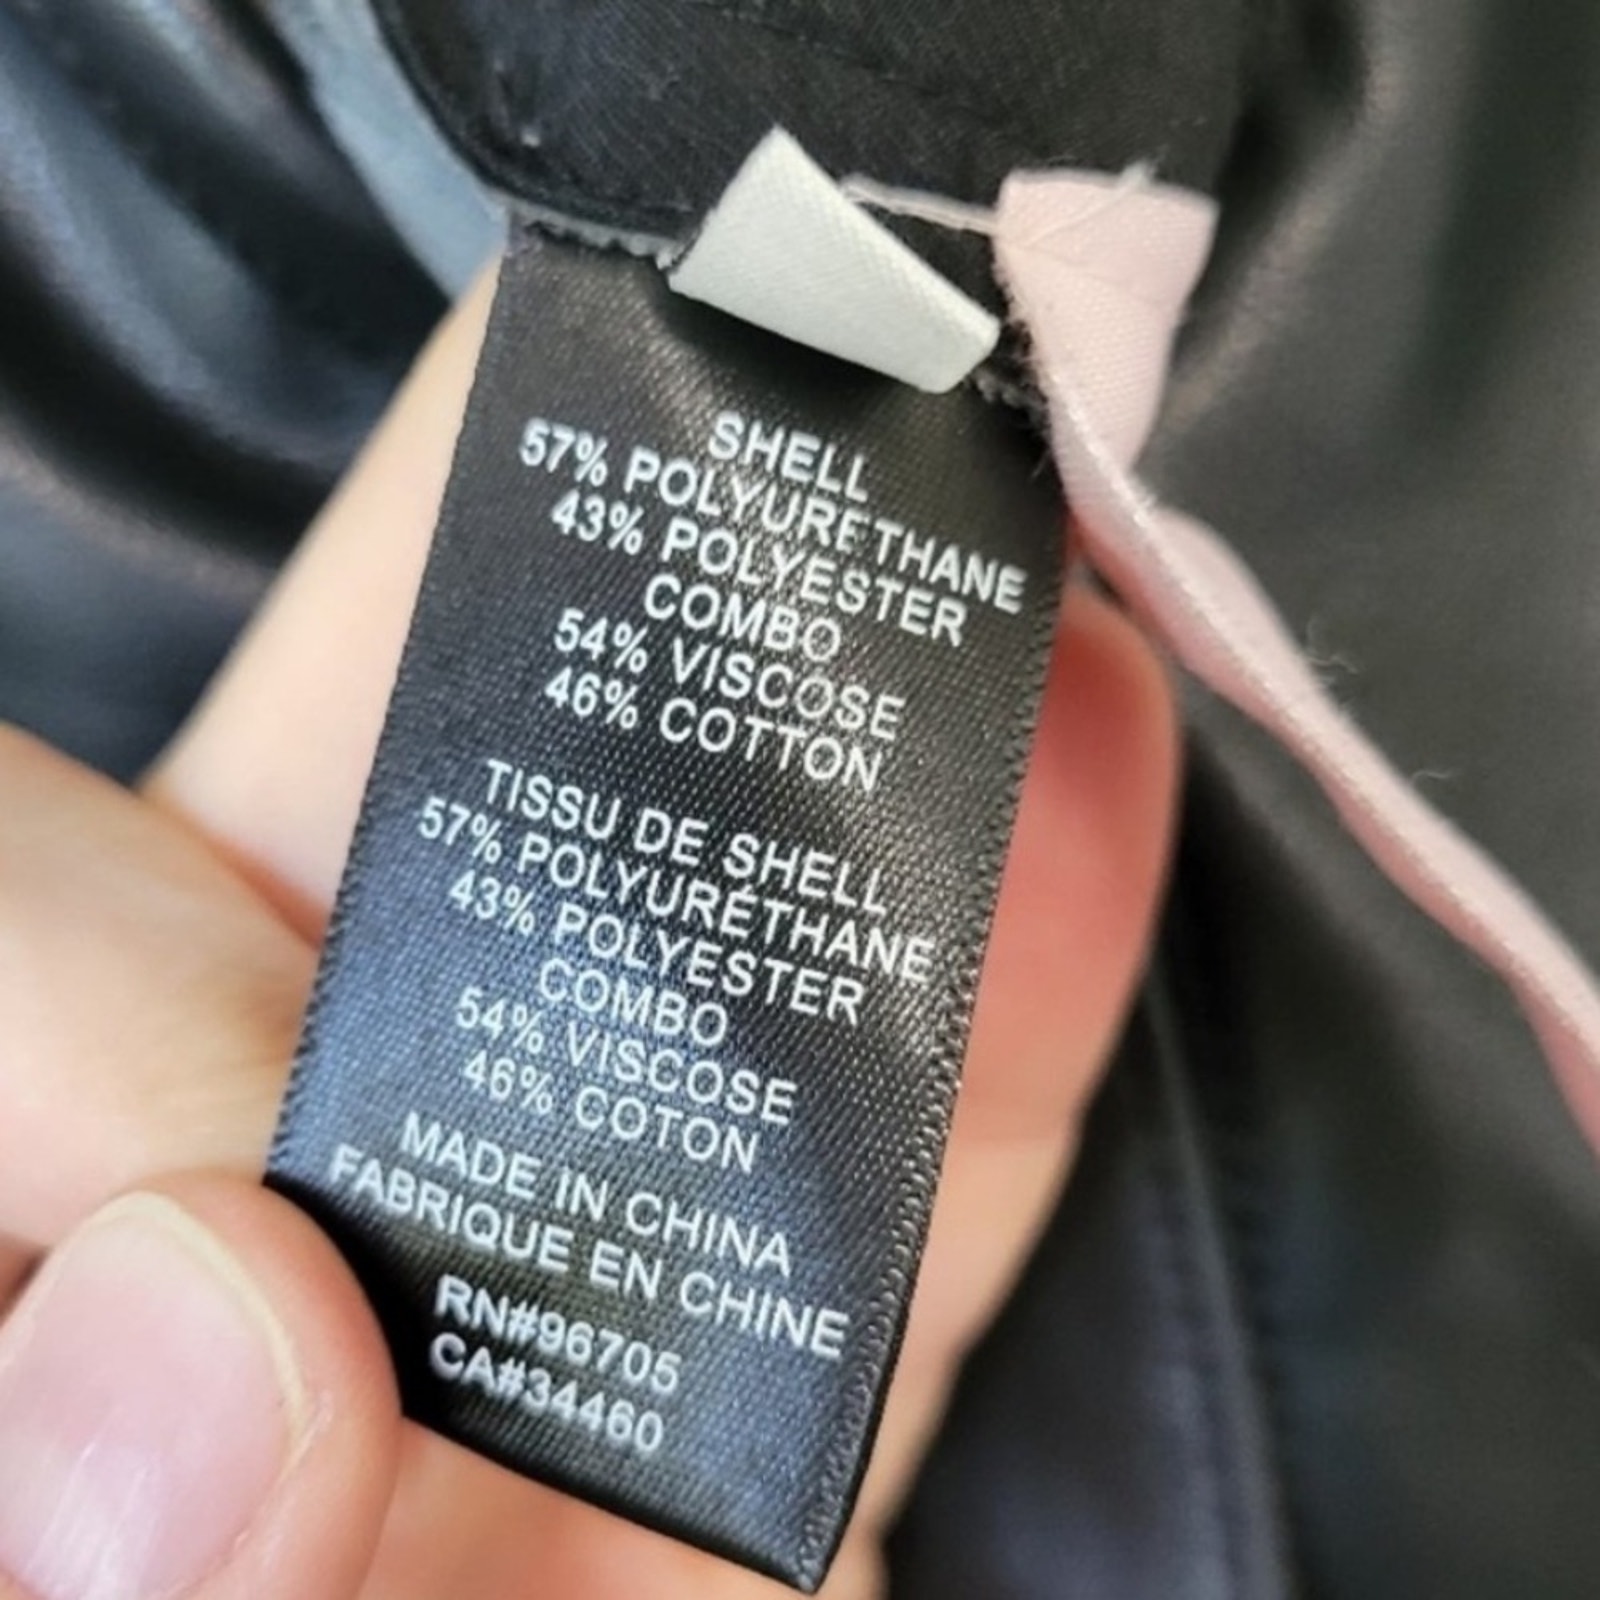 SHELL
57% POLYURETHANE
43% POLYESTER
COMBO
54% VISCOSE
46% COTTON
TISSU DE SHELL
57% POLYURÉTHANE
43% POLYESTER
COMBO
54% VISCOSE
46% COTON
MADE IN CHINA
FABRIQUE EN CHINE
RN#96705
CA#34460